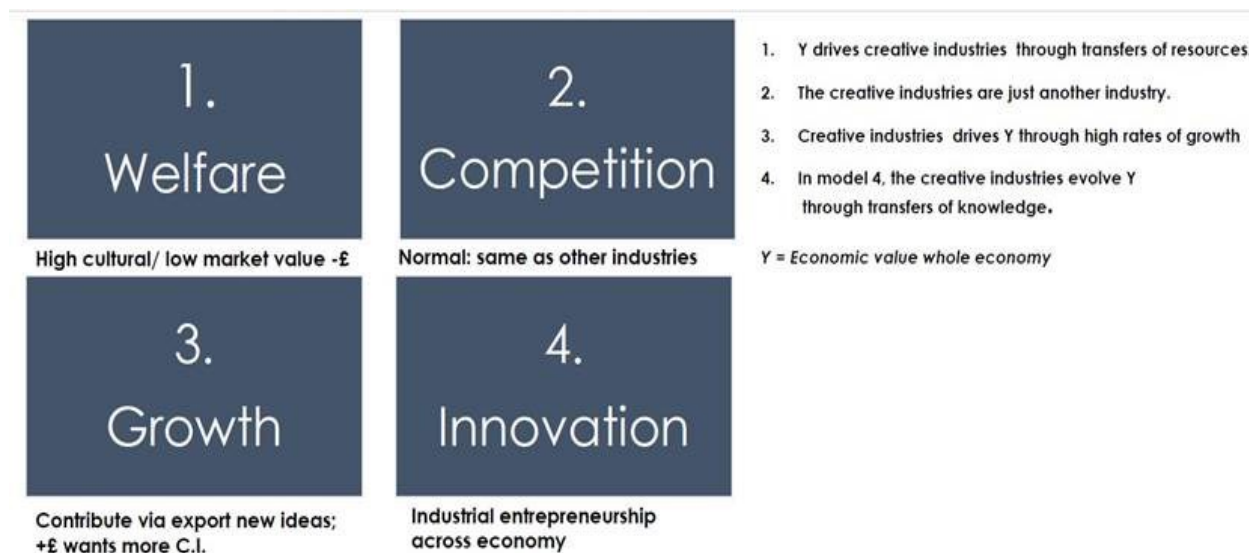 1.
Welfare
High cultural/ low market value -£
2.
Competition
Normal: same as other industries
3.
Growth
Contribute via export new ideas;
+£ wants more C.I.
4.
Innovation
Industrial entrepreneurship
across economy
1. Y drives creative industries through transfers of resources
2. The creative industries are just another industry.
3. Creative industries drives Y through high rates of growth
4. In model 4, the creative industries evolve Y
through transfers of knowledge.
Y = Economic value whole economy